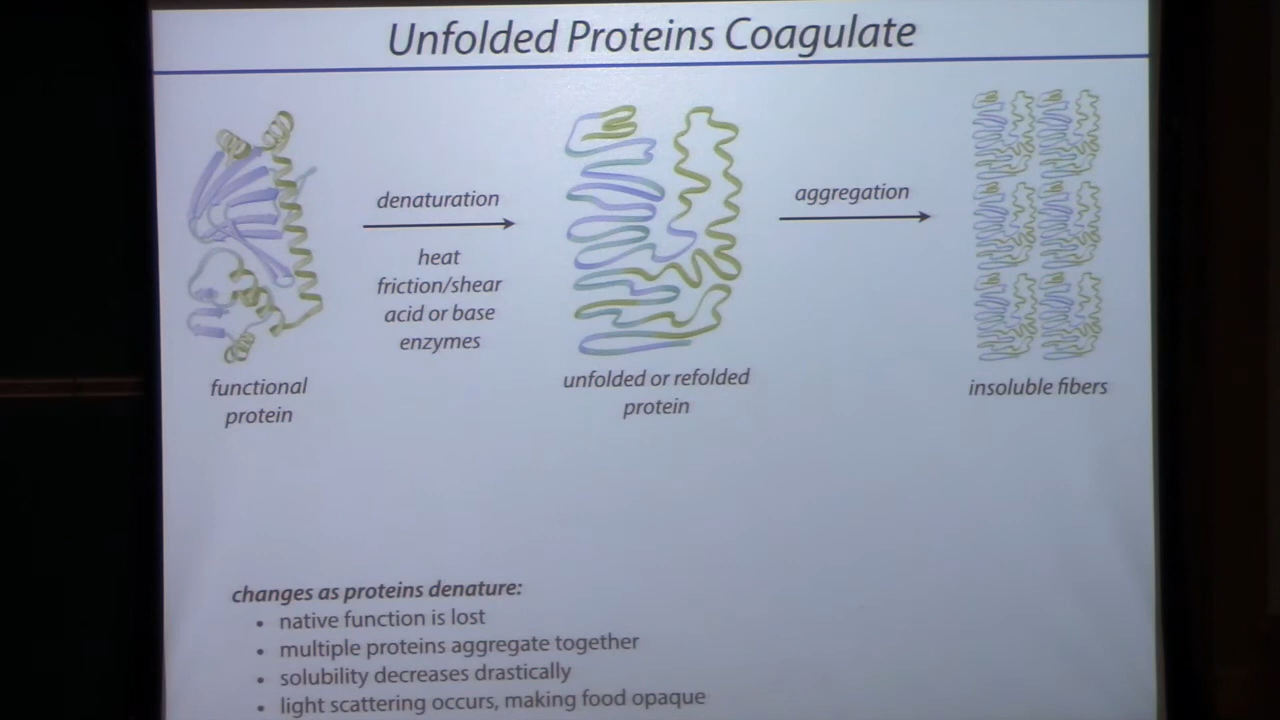 Unfolded Proteins Coagulate
denaturation
heat
friction/shear
acid or base
enzymes
aggregation
functional
protein
unfolded or refolded
protein
insoluble fibers
changes as proteins denature:
• native function is lost
• multiple proteins aggregate together
• solubility decreases drastically
• light scattering occurs, making food opaque